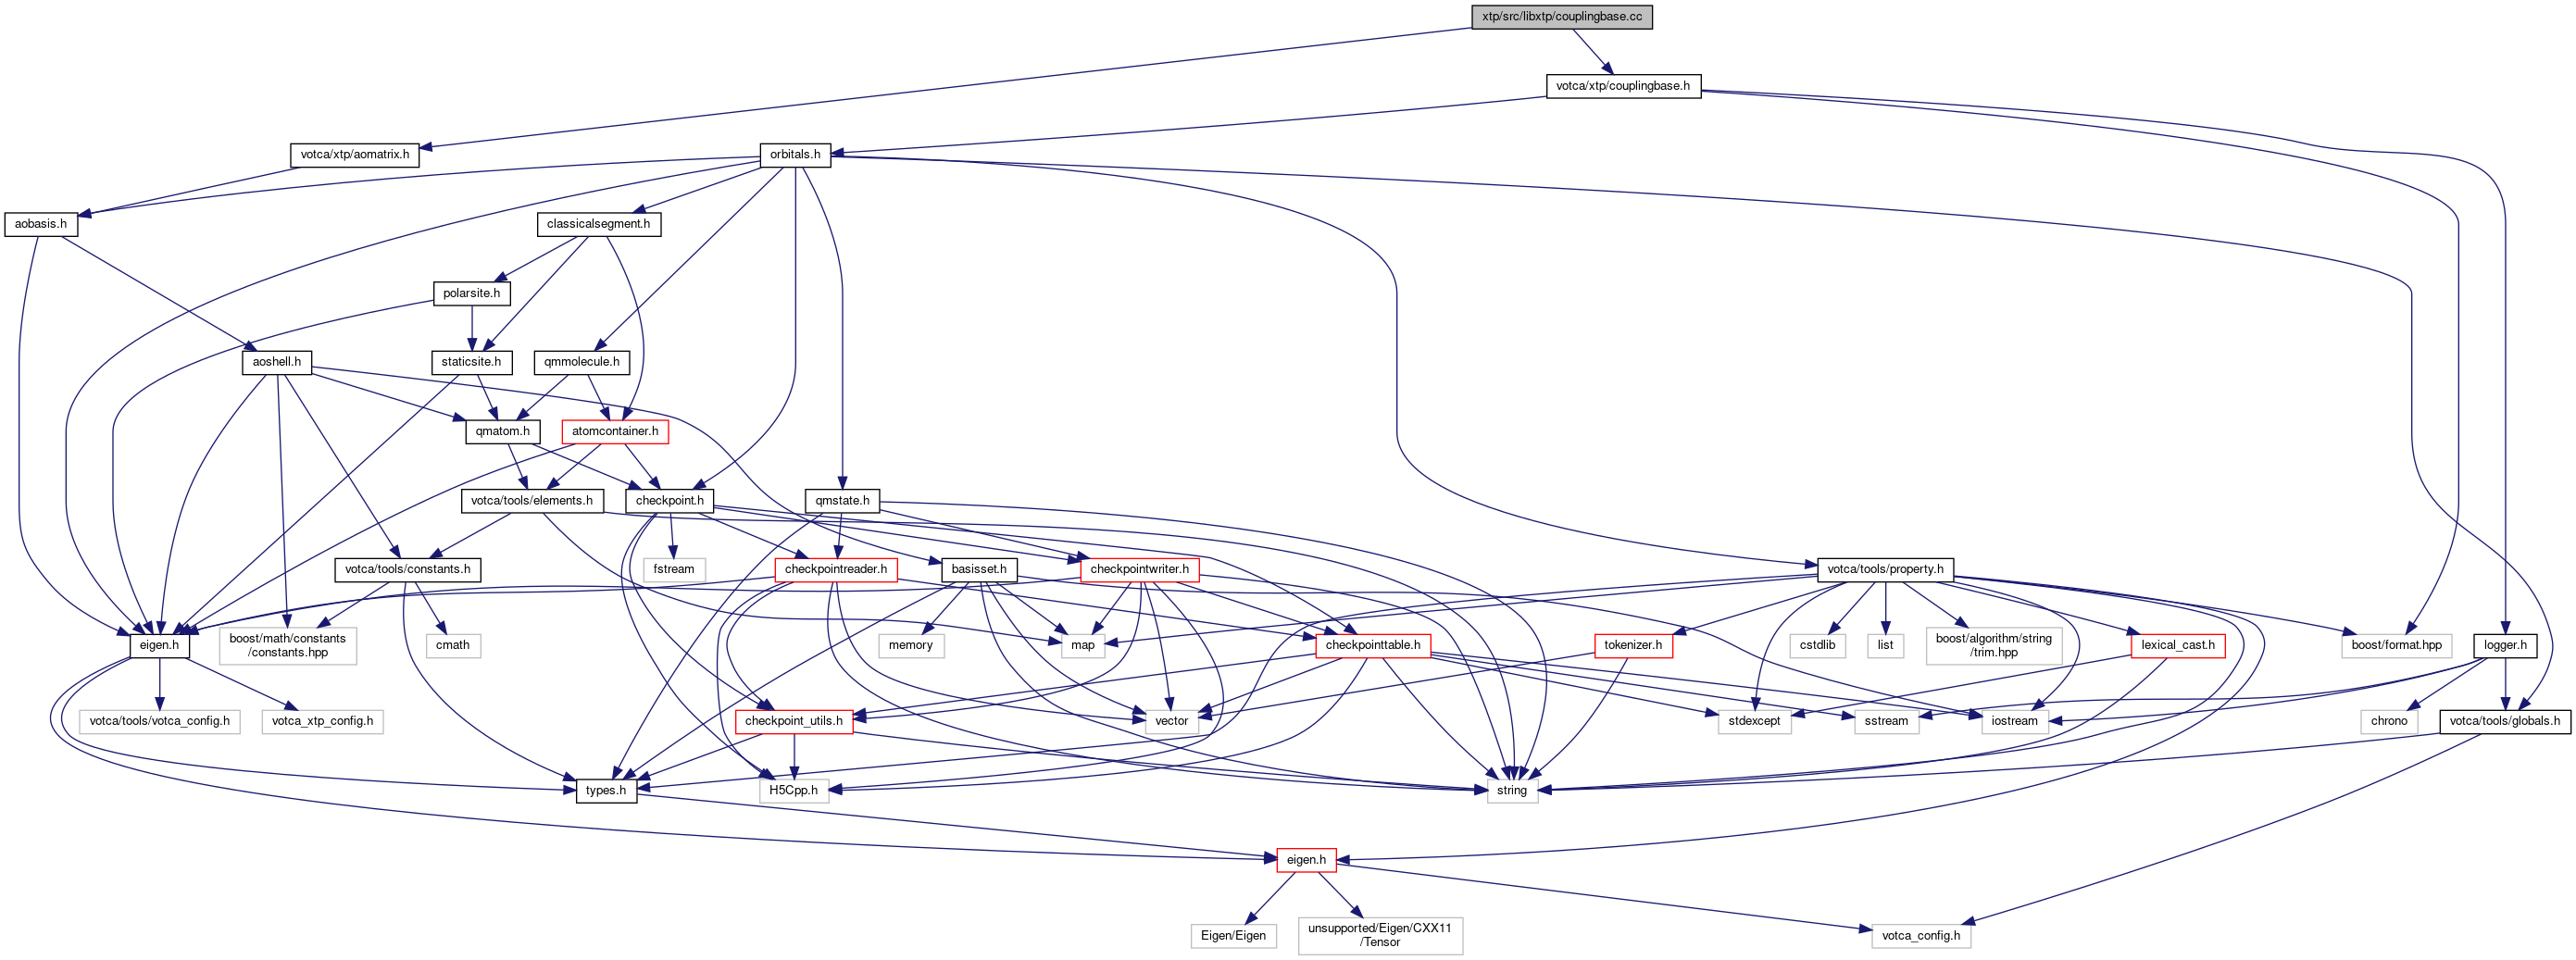 xtp/src/libxtp/couplingbase.cc
votca/xtp/couplingbase.h
votca/xtp/aomatrix.h
orbitals.h
aobasis.h
classicalsegment.h
polarsite.h
aoshell.h
staticsite.h
qmmolecule.h
qmatom.h
atomcontainer.h
votca/tools/elements.h
checkpoint.h
qmstate.h
votca/tools/constants.h
fstream
checkpointreader.h
basisset.h
checkpointwriter.h
votca/tools/property.h
eigen.h
boost/math/constants
/constants.hpp
cmath
memory
map
checkpointtable.h
tokenizer.h
cstdlib
list
boost/algorithm/string
/trim.hpp
lexical_cast.h
boost/format.hpp
logger.h
votca/tools/votca_config.h
votca_xtp_config.h
checkpoint_utils.h
vector
stdexcept
sstream
iostream
chrono
votca/tools/globals.h
types.h
H5Cpp.h
string
eigen.h
Eigen/Eigen
unsupported/Eigen/CXX11
/Tensor
votca_config.h